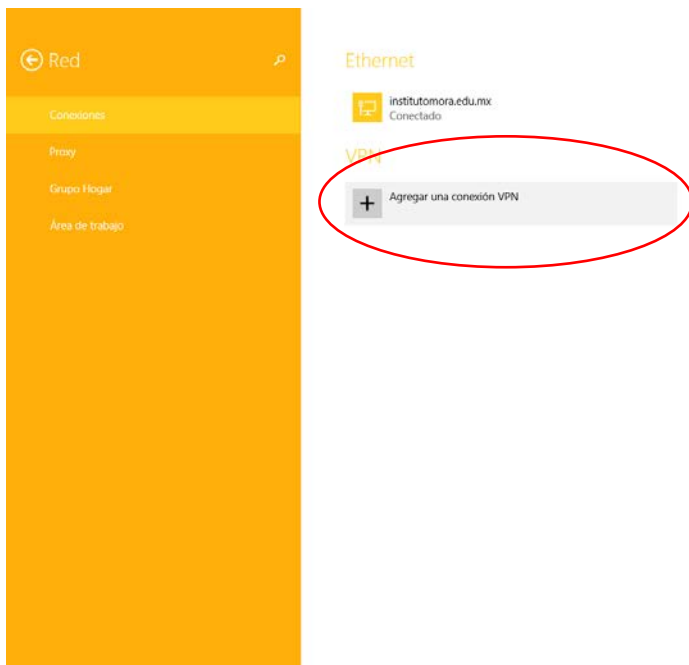 Red
Conexiones
Proxy
Grupo Hogar
Área de trabajo
Ethernet
institutomora.edu.mx
Conectado
VPN
Agregar una conexión VPN